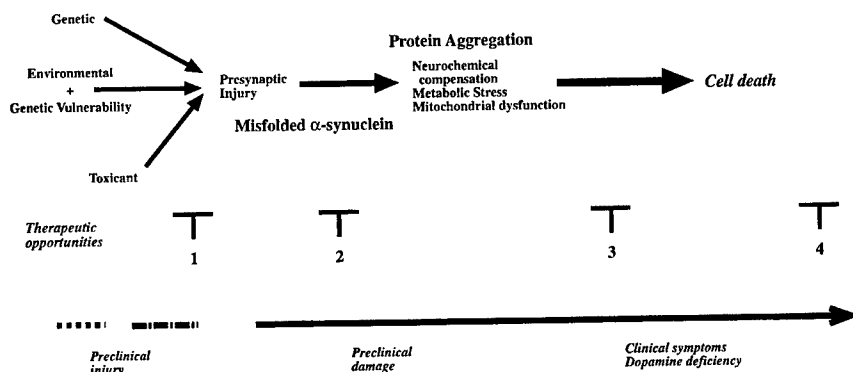 Genetic
Environmental
+
Genetic Vulnerability
Toxicant
Presynaptic
Injury
Misfolded α-synuclein
Protein Aggregation
Neurochemical
compensation
Metabolic Stress
Mitochondrial dysfunction
Cell death
Therapeutic
opportunities
1
2
3
4
Preclinical
injury
Preclinical
damage
Clinical symptoms
Dopamine deficiency